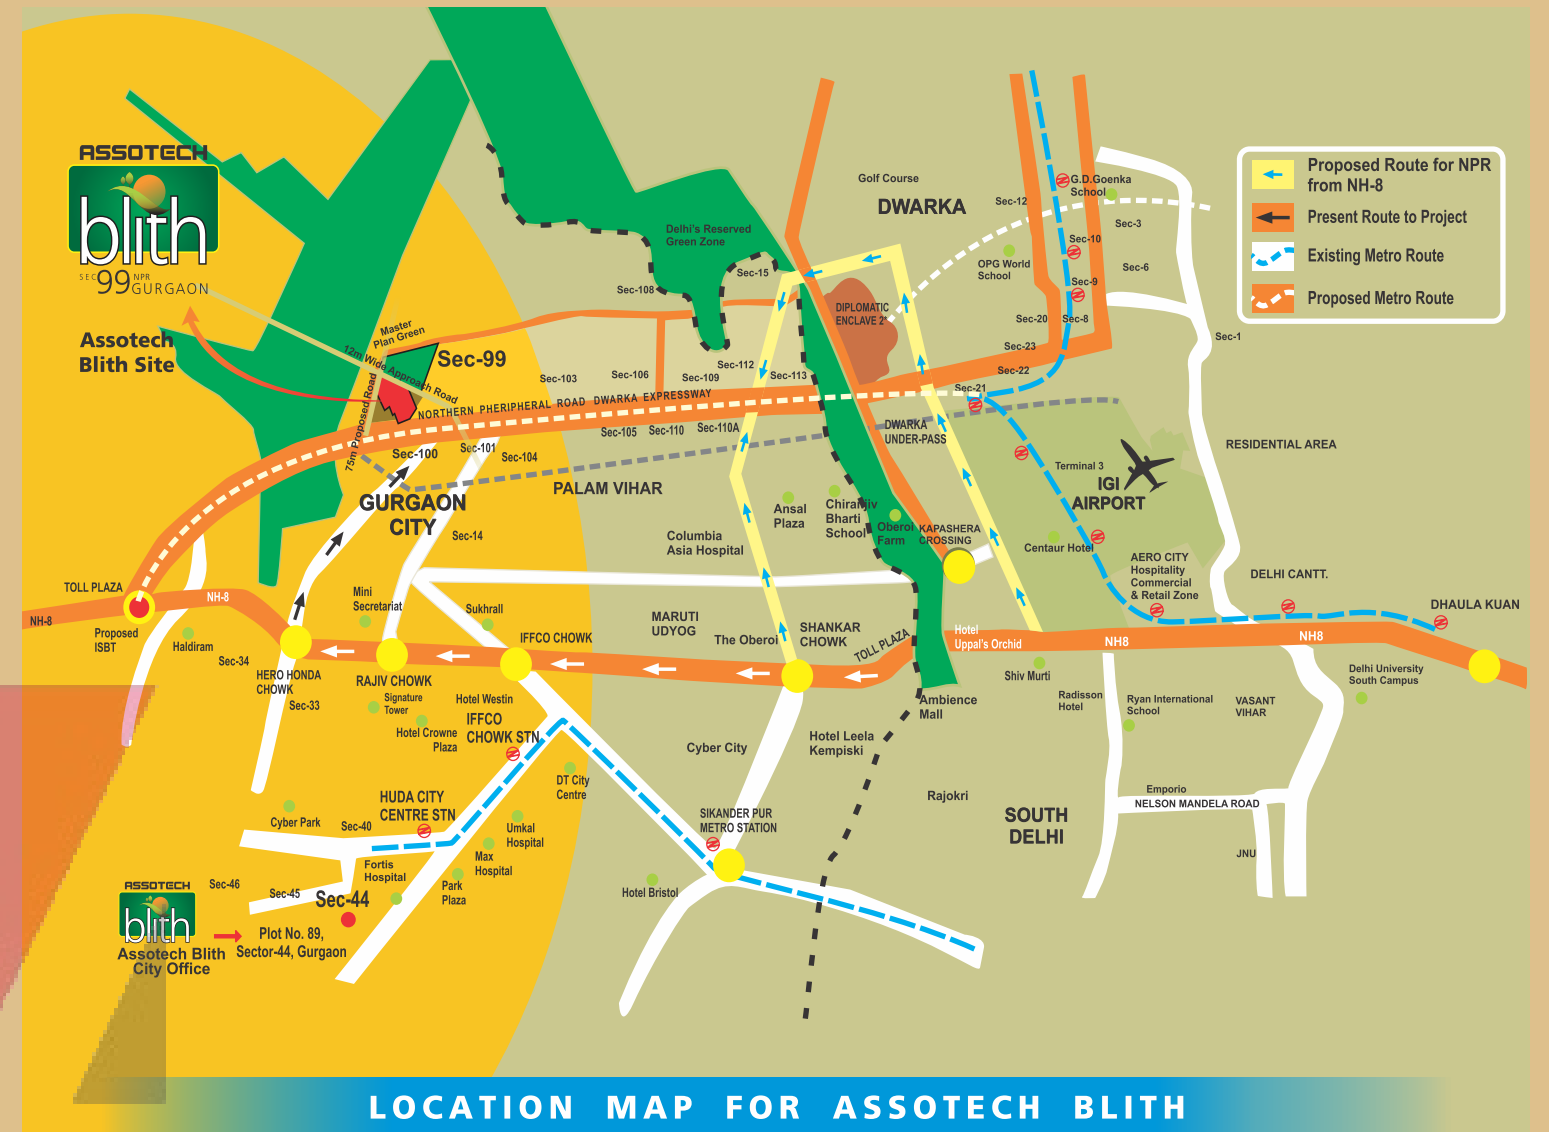 ASSOTECH
blith
SEC 99 NPR GURGAON
Assotech
Blith Site
Master
Plan Green
12m Wide Approach Road
75m Proposed Road
Sec-99
NORTHERN PHERIPHERAL ROAD DWARKA EXPRESSWAY
Delhi's Reserved
Green Zone
Sec-15
Sec-108
Sec-112
Sec-113
Sec-103
Sec-106
Sec-109
Sec-105
Sec-110
Sec-110A
Sec-100
Sec-101
Sec-104
GURGAON
CITY
PALAM VIHAR
Sec-14
Golf Course
DWARKA
DIPLOMATIC
ENCLAVE 2*
Sec-12
G.D.Goenka
School
Sec-3
Sec-10
OPG World
School
Sec-6
Sec-9
Sec-20
Sec-8
Sec-1
Sec-23
Sec-22
Sec-21
Proposed Route for NPR
from NH-8
Present Route to Project
Existing Metro Route
Proposed Metro Route
DWARKA
UNDER-PASS
RESIDENTIAL AREA
Terminal 3
IGI
AIRPORT
Ansal
Plaza
Chiranjiv
Bharti
School
Oberoi
Farm
KAPASHERA
CROSSING
Columbia
Asia Hospital
Centaur Hotel
AERO CITY
Hospitality
Commercial
& Retail Zone
DELHI CANTT.
DHAULA KUAN
TOLL PLAZA
NH-8
NH-8
Proposed
ISBT
Haldiram
Sec-34
Mini
Secretariat
Sukhrall
IFFCO CHOWK
MARUTI
UDYOG
The Oberoi
SHANKAR
CHOWK
TOLL PLAZA
Hotel
Uppal's Orchid
NH8
NH8
HERO HONDA
CHOWK
Sec-33
RAJIV CHOWK
Signature
Tower
Hotel Westin
Hotel Crowne
Plaza
IFFCO
CHOWK STN
Shiv Murti
Radisson
Hotel
Ryan International
School
VASANT
VIHAR
Delhi University
South Campus
Ambience
Mall
Cyber City
Hotel Leela
Kempiski
DT City
Centre
HUDA CITY
CENTRE STN
Cyber Park
Sec-40
Umkal
Hospital
Max
Hospital
Fortis
Hospital
Park
Plaza
SIKANDER PUR
METRO STATION
Hotel Bristol
Rajokri
SOUTH
DELHI
Emporio
NELSON MANDELA ROAD
JNU
Sec-46
Sec-45
Sec-44
ASSOTECH
blith
Assotech Blith
City Office
Plot No. 89,
Sector-44, Gurgaon
LOCATION MAP FOR ASSOTECH BLITH